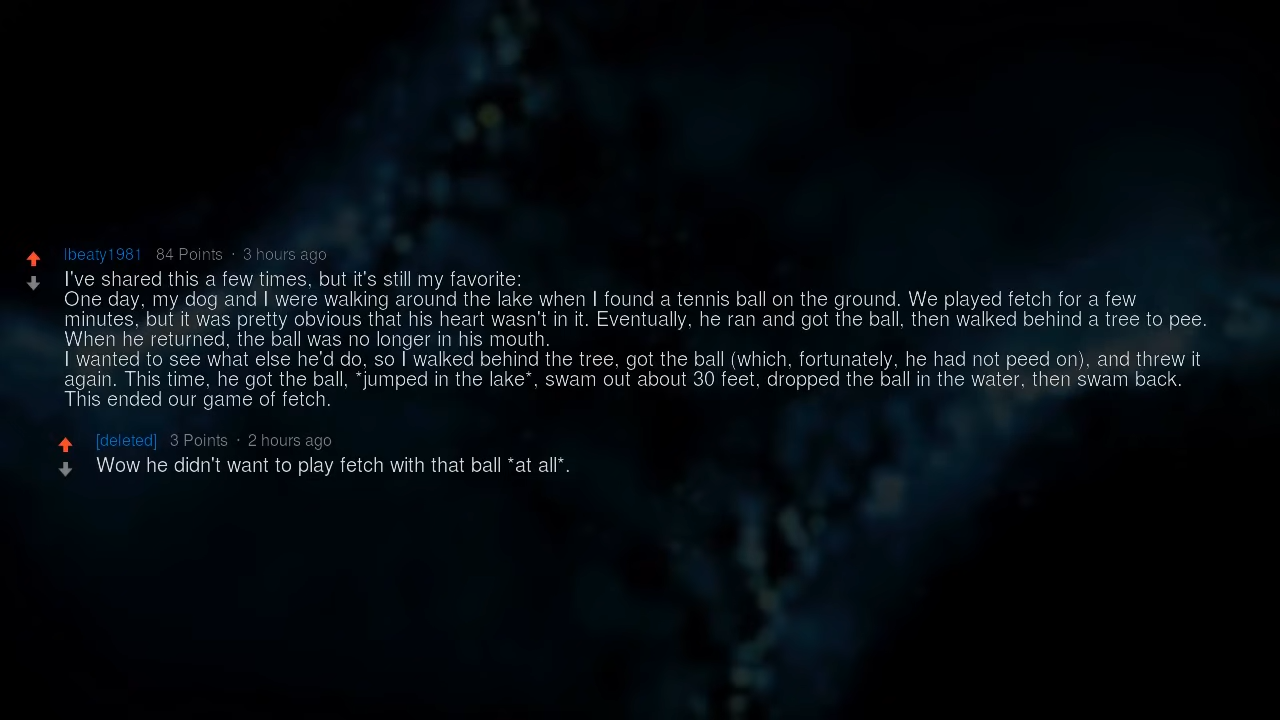 lbeaty1981 84 Points · 3 hours ago
I've shared this a few times, but it's still my favorite:
One day, my dog and I were walking around the lake when I found a tennis ball on the ground. We played fetch for a few
minutes, but it was pretty obvious that his heart wasn't in it. Eventually, he ran and got the ball, then walked behind a tree to pee.
When he returned, the ball was no longer in his mouth.
I wanted to see what else he'd do, so I walked behind the tree, got the ball (which, fortunately, he had not peed on), and threw it
again. This time, he got the ball, *jumped in the lake*, swam out about 30 feet, dropped the ball in the water, then swam back.
This ended our game of fetch.
[deleted] 3 Points · 2 hours ago
Wow he didn't want to play fetch with that ball *at all*.